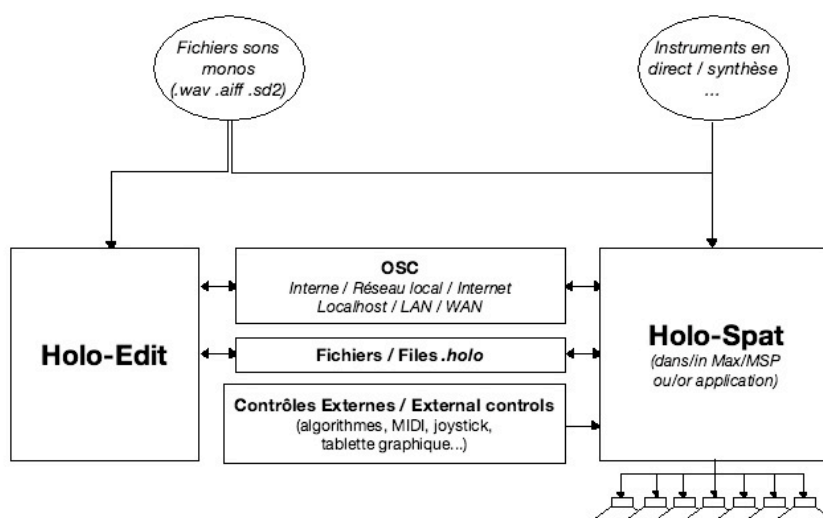 Fichiers sons
monos
(.wav .aiff .sd2)
Instruments en
direct / synthèse
...
Holo-Edit
OSC
Interne / Réseau local / Internet
Localhost / LAN / WAN
Fichiers / Files .holo
Contrôles Externes / External controls
(algorithmes, MIDI, joystick,
tablette graphique...)
Holo-Spat
(dans/in Max/MSP
ou/or application)